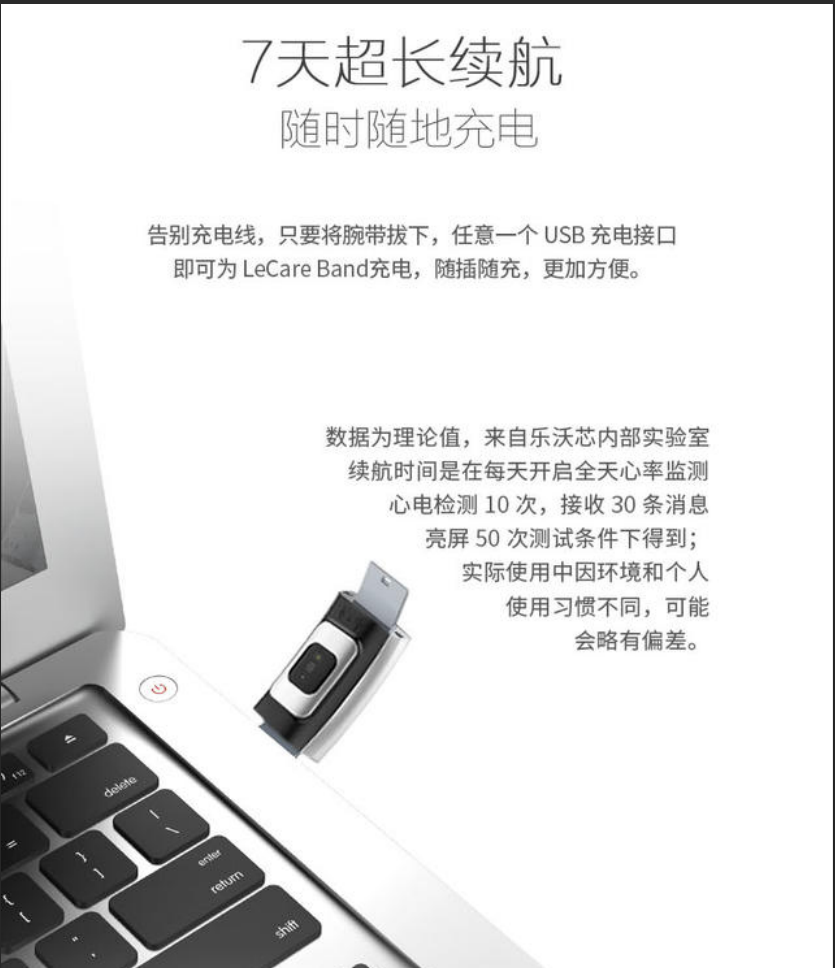 7天超长续航
随时随地充电
告别充电线，只要将腕带拔下，任意一个 USB 充电接口
即可为 LeCare Band充电，随插随充，更加方便。
数据为理论值，来自乐沃芯内部实验室
续航时间是在每天开启全天心率监测
心电检测 10 次，接收 30 条消息
亮屏 50 次测试条件下得到；
实际使用中因环境和个人
使用习惯不同，可能
会略有偏差。
f12
delete
=
}
]
|
\
enter
return
{
[
"
'
shift